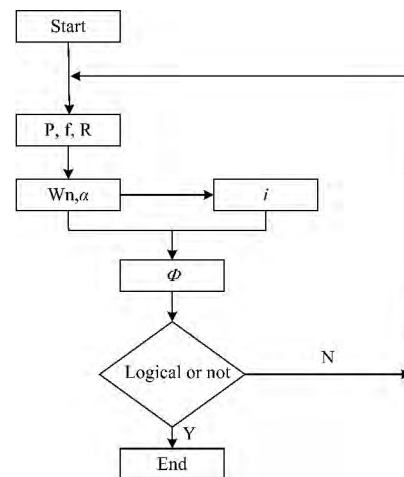 Start
P, f, R
Wn,α
i
Φ
Logical or not
N
Y
End